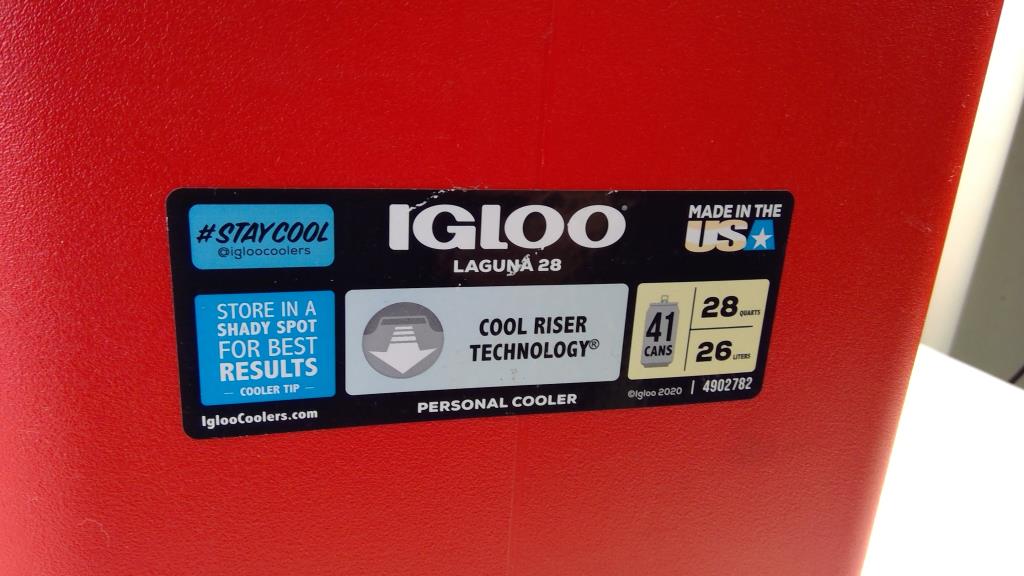 #STAYCOOL
@igloocoolers
IGLOO
LAGUNA 28
MADE IN THE
USA
STORE IN A
SHADY SPOT
FOR BEST
RESULTS
— COOLER TIP —
COOL RISER
TECHNOLOGY®
41
CANS
28 QUARTS
26 LITERS
IglooCoolers.com
PERSONAL COOLER
©Igloo 2020 | 4902782